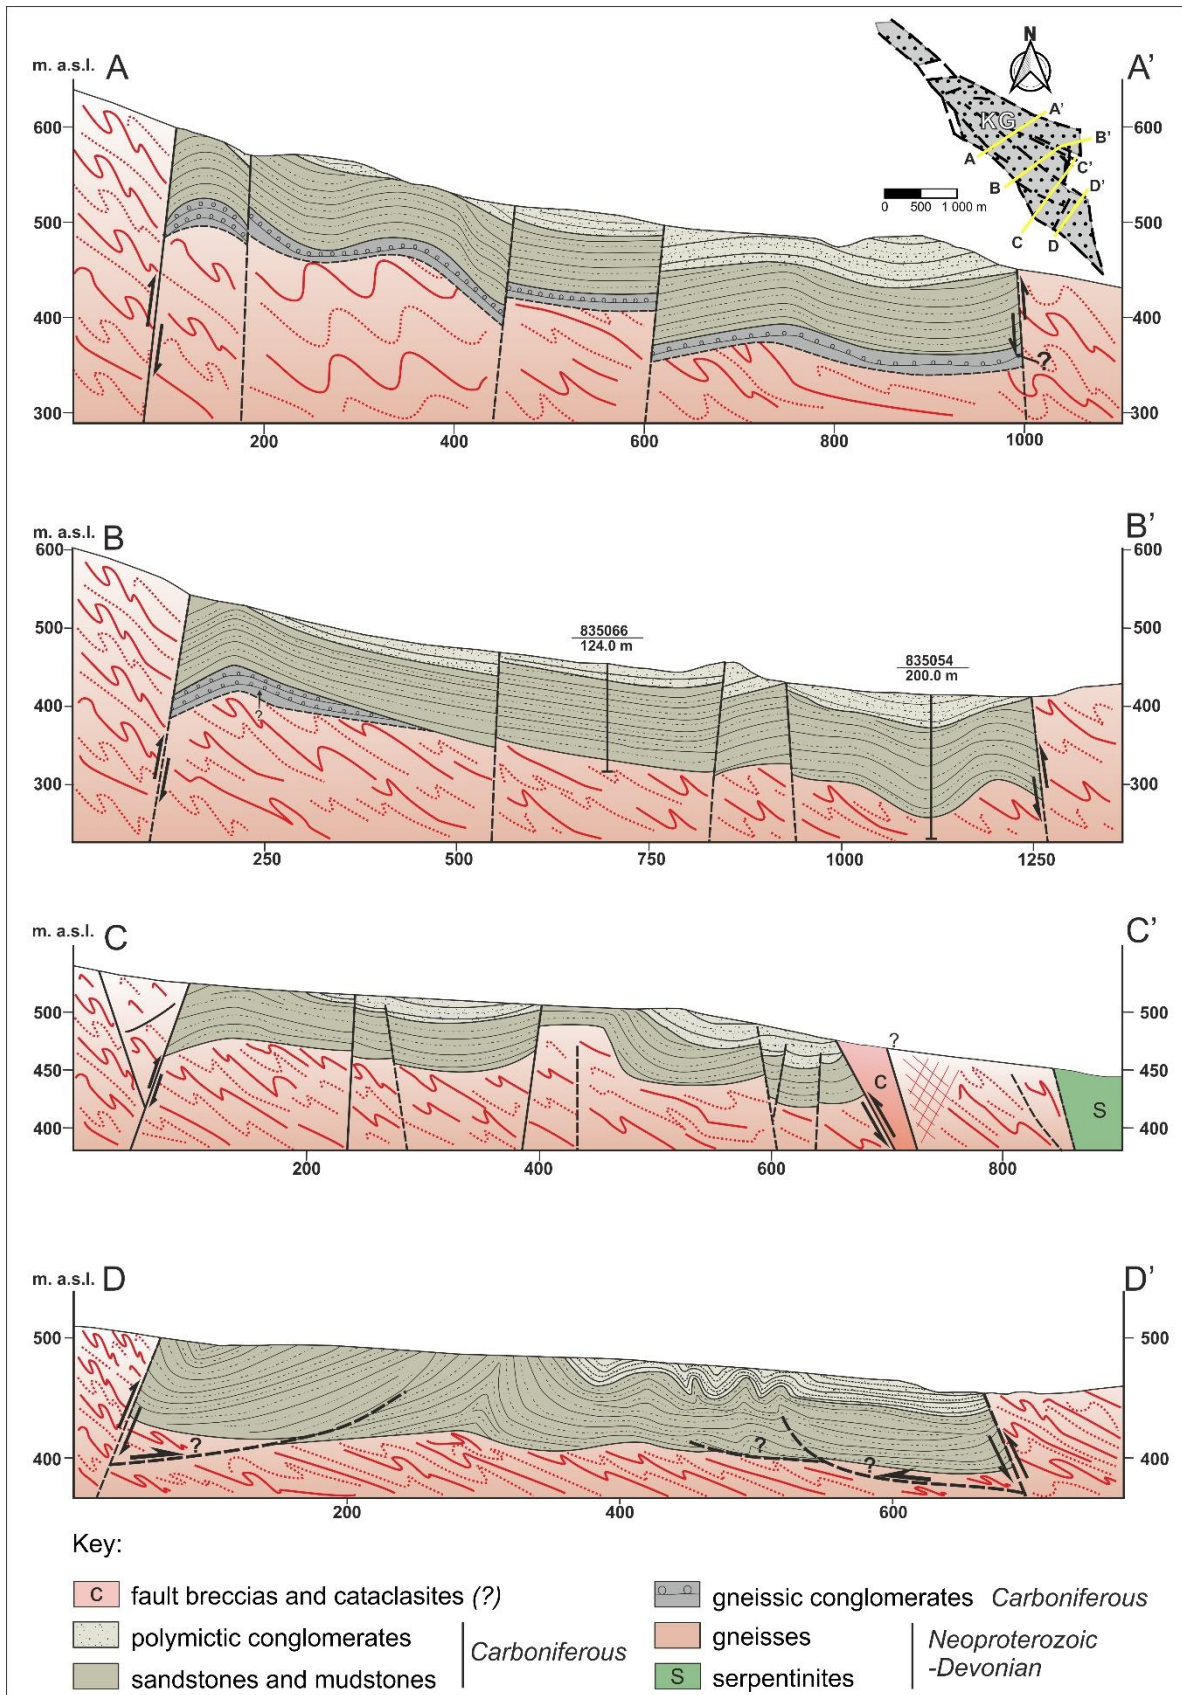 m. a.s.l. A A'
600 600
500 500
400 400
300 300
200 400 600 800 1000
?
N
KG
A A'
B B'
C C'
D D'
0 500 1 000 m
m. a.s.l. B B'
600 600
500 500
400 400
300 300
250 500 750 1000 1250
835066
124.0 m
835054
200.0 m
?
m. a.s.l. C C'
500 500
450 450
400 400
200 400 600 800
?
C
S
m. a.s.l. D D'
500 500
400 400
200 400 600
? ? ?
Key:
C fault breccias and cataclasites (?)
polymictic conglomerates
sandstones and mudstones
Carboniferous
gneissic conglomerates Carboniferous
gneisses
S serpentinites
Neoproterozoic
-Devonian